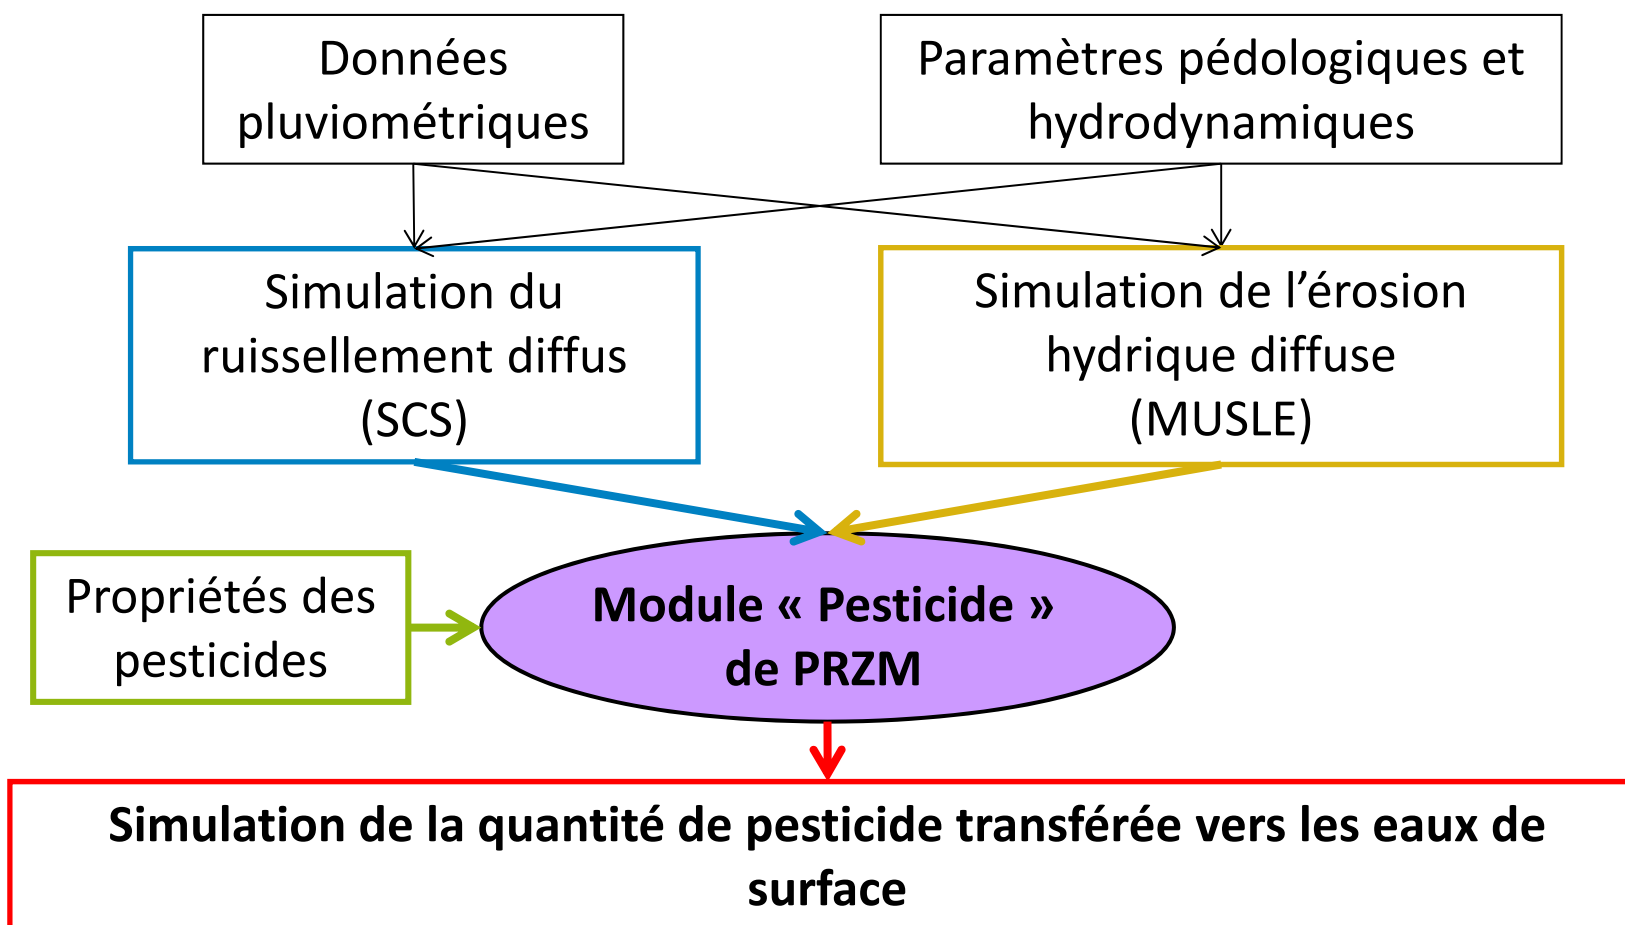 Données
pluviométriques
Paramètres pédologiques et
hydrodynamiques
Simulation du
ruissellement diffus
(SCS)
Simulation de l’érosion
hydrique diffuse
(MUSLE)
Propriétés des
pesticides
Module « Pesticide »
de PRZM
Simulation de la quantité de pesticide transférée vers les eaux de
surface